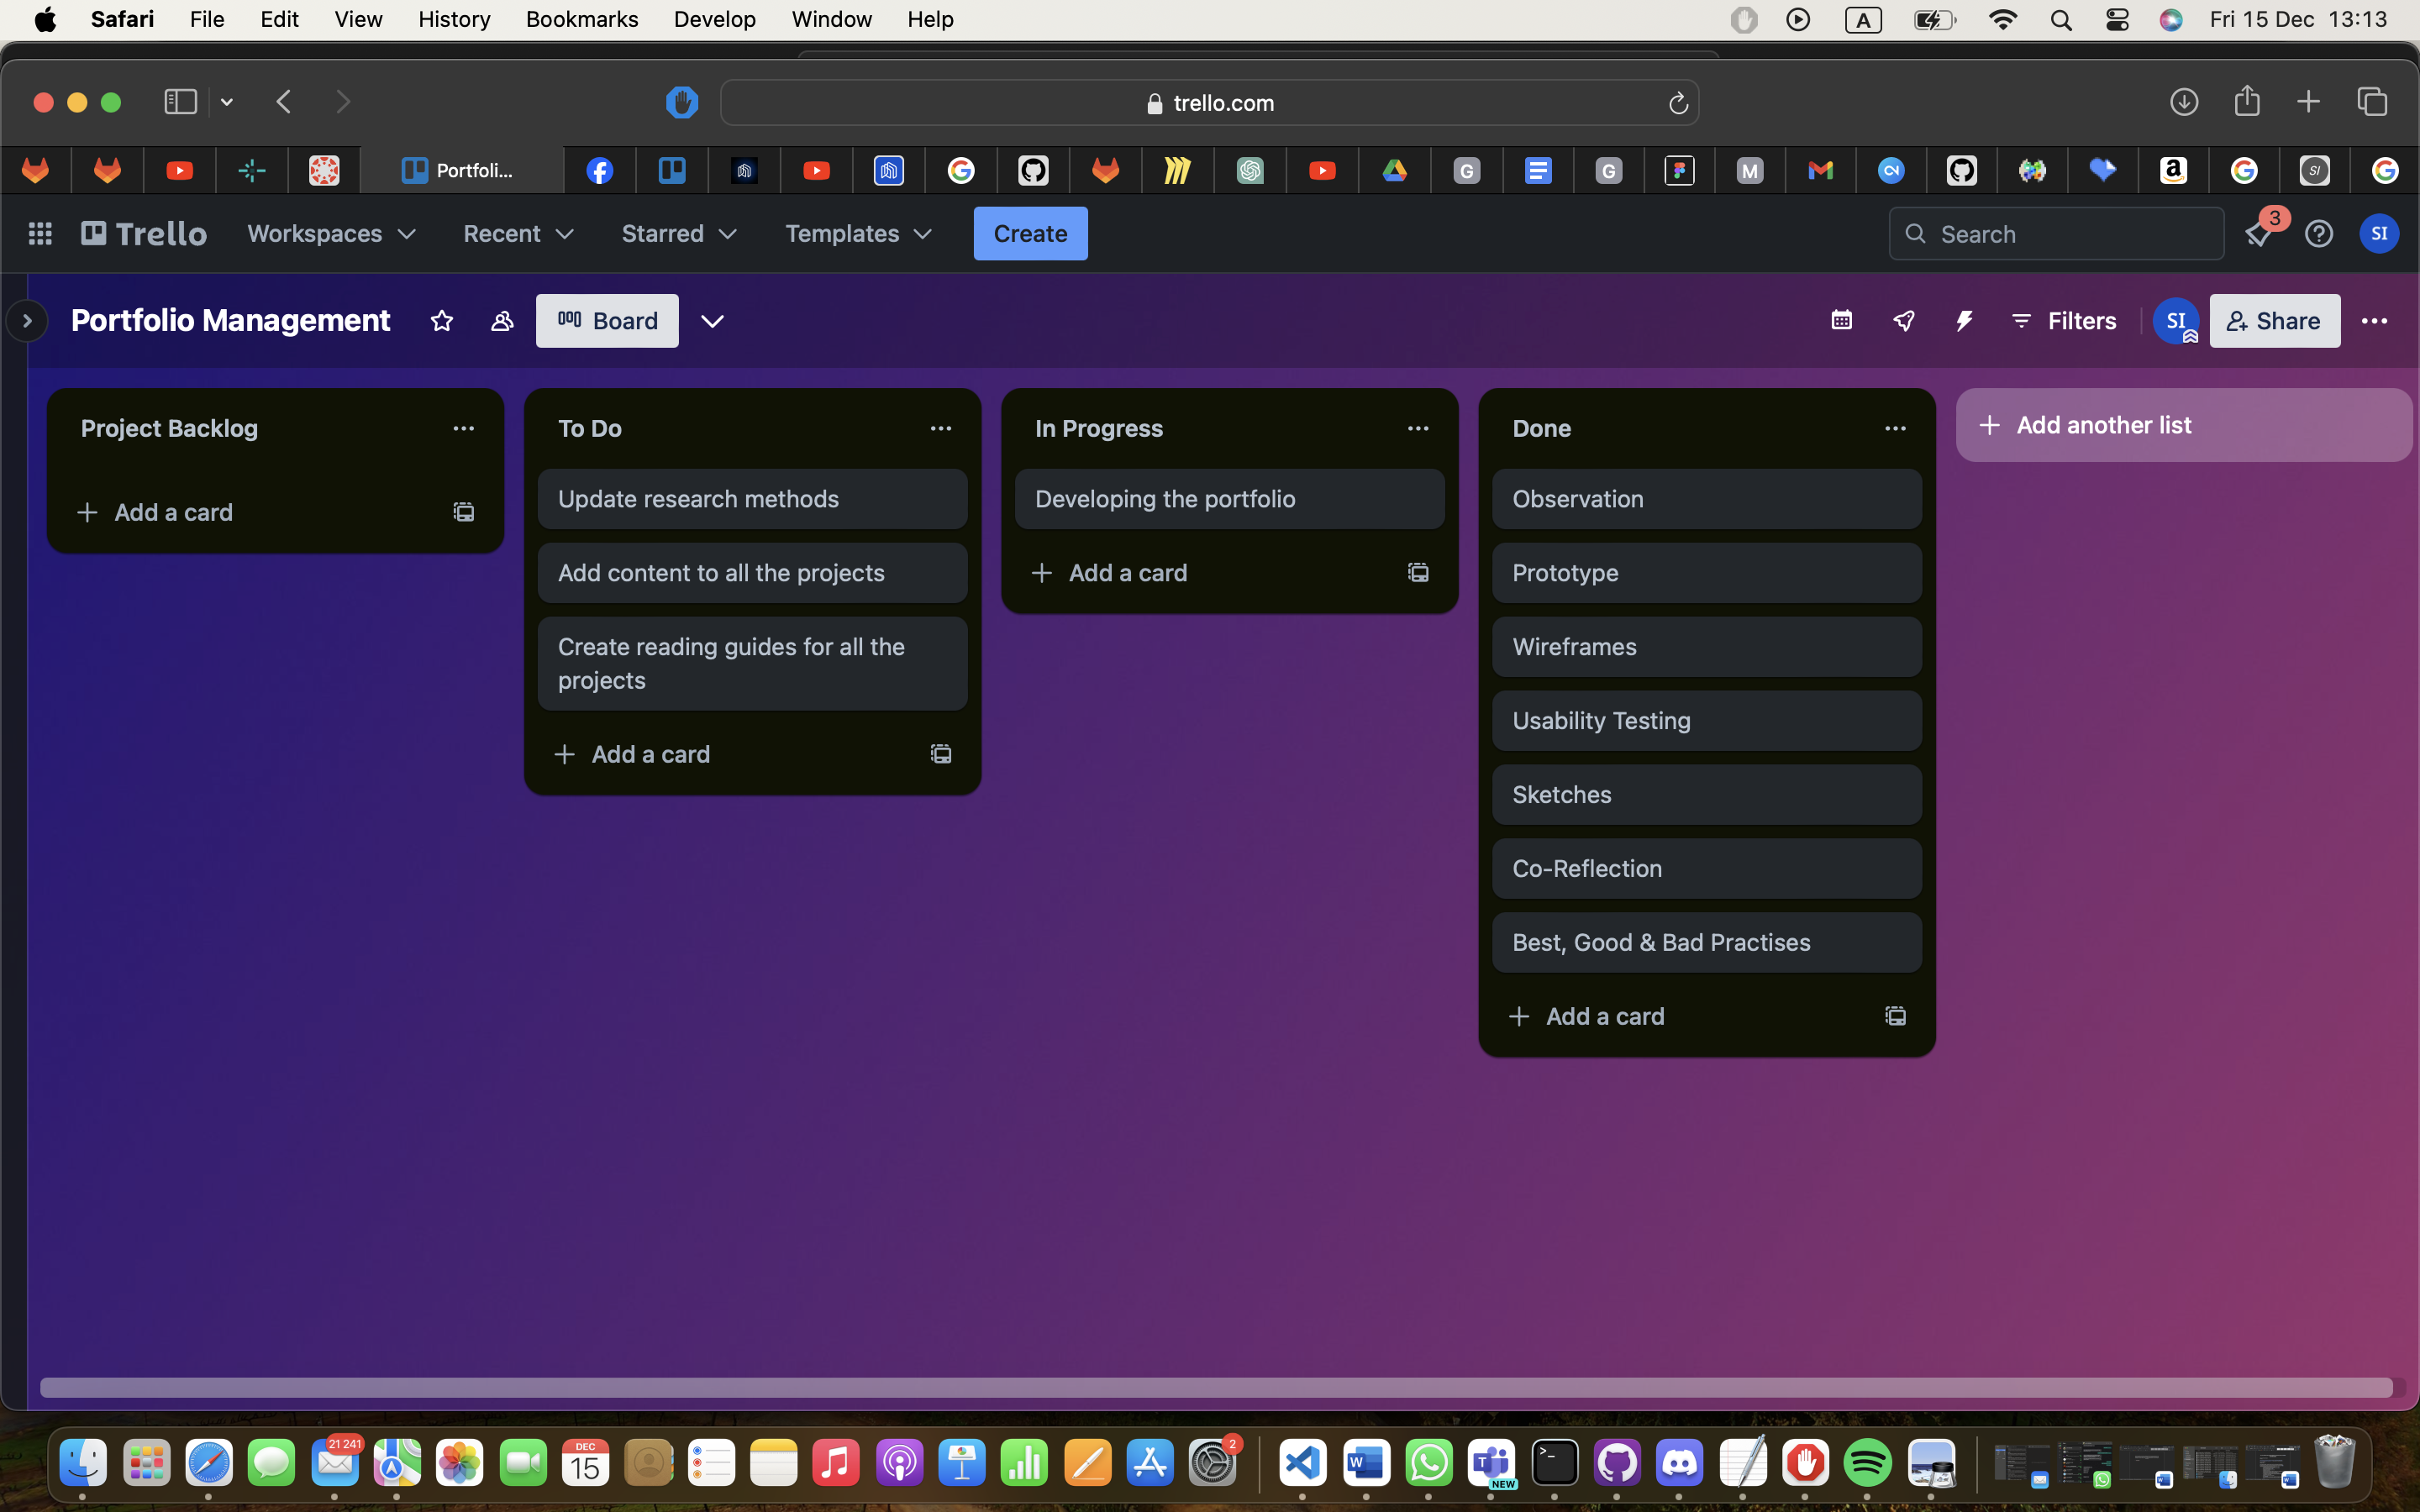 Safari File Edit View History Bookmarks Develop Window Help A Fri 15 Dec 13:13
trello.com
Portfoli... G G M CN a SI
Trello Workspaces Recent Starred Templates Create Search 3 SI
Portfolio Management Board Filters SI Share
Project Backlog
Add a card
To Do
Update research methods
Add content to all the projects
Create reading guides for all the
projects
Add a card
In Progress
Developing the portfolio
Add a card
Done
Observation
Prototype
Wireframes
Usability Testing
Sketches
Co-Reflection
Best, Good & Bad Practises
Add a card
Add another list
21 241
DEC
15
2
W
T
NEW